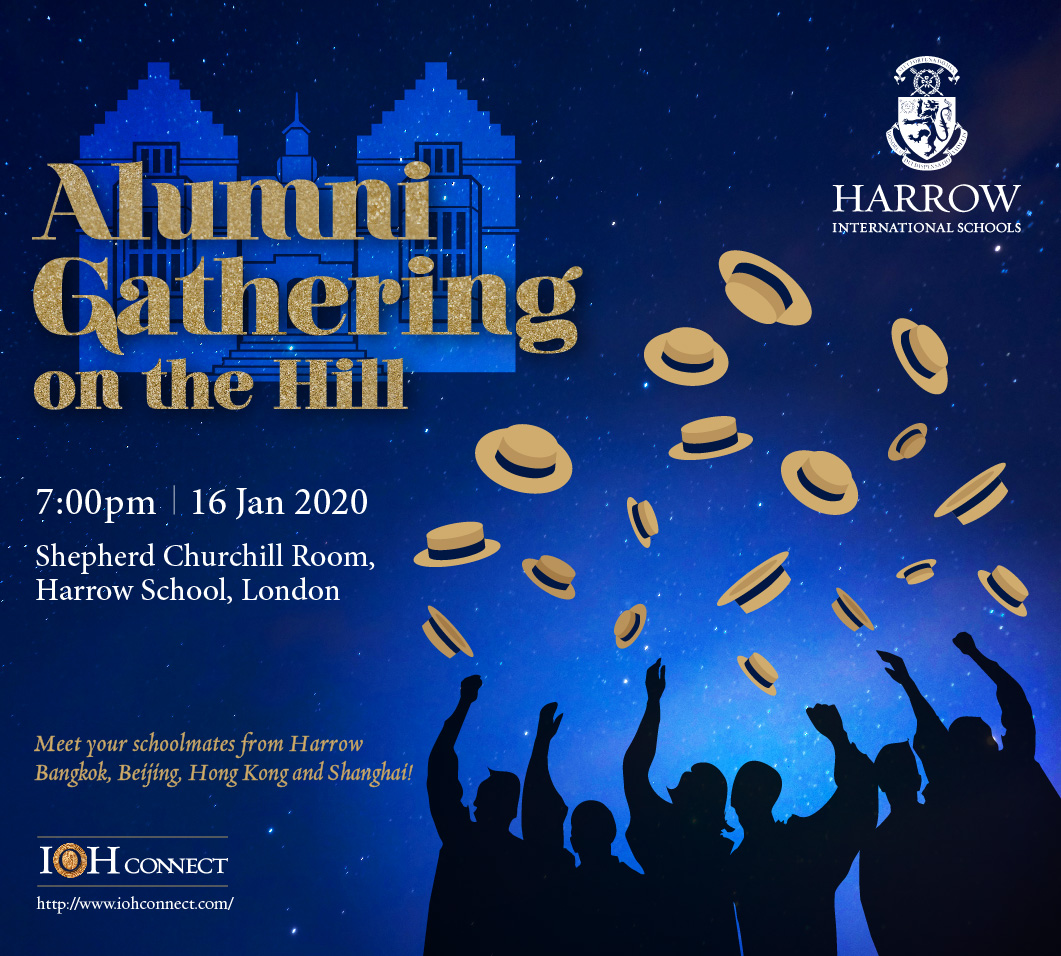 Alumni
Gathering
on the Hill
HARROW
INTERNATIONAL SCHOOLS
7:00pm | 16 Jan 2020
Shepherd Churchill Room,
Harrow School, London
Meet your schoolmates from Harrow
Bangkok, Beijing, Hong Kong and Shanghai!
IOH CONNECT
http://www.iohconnect.com/